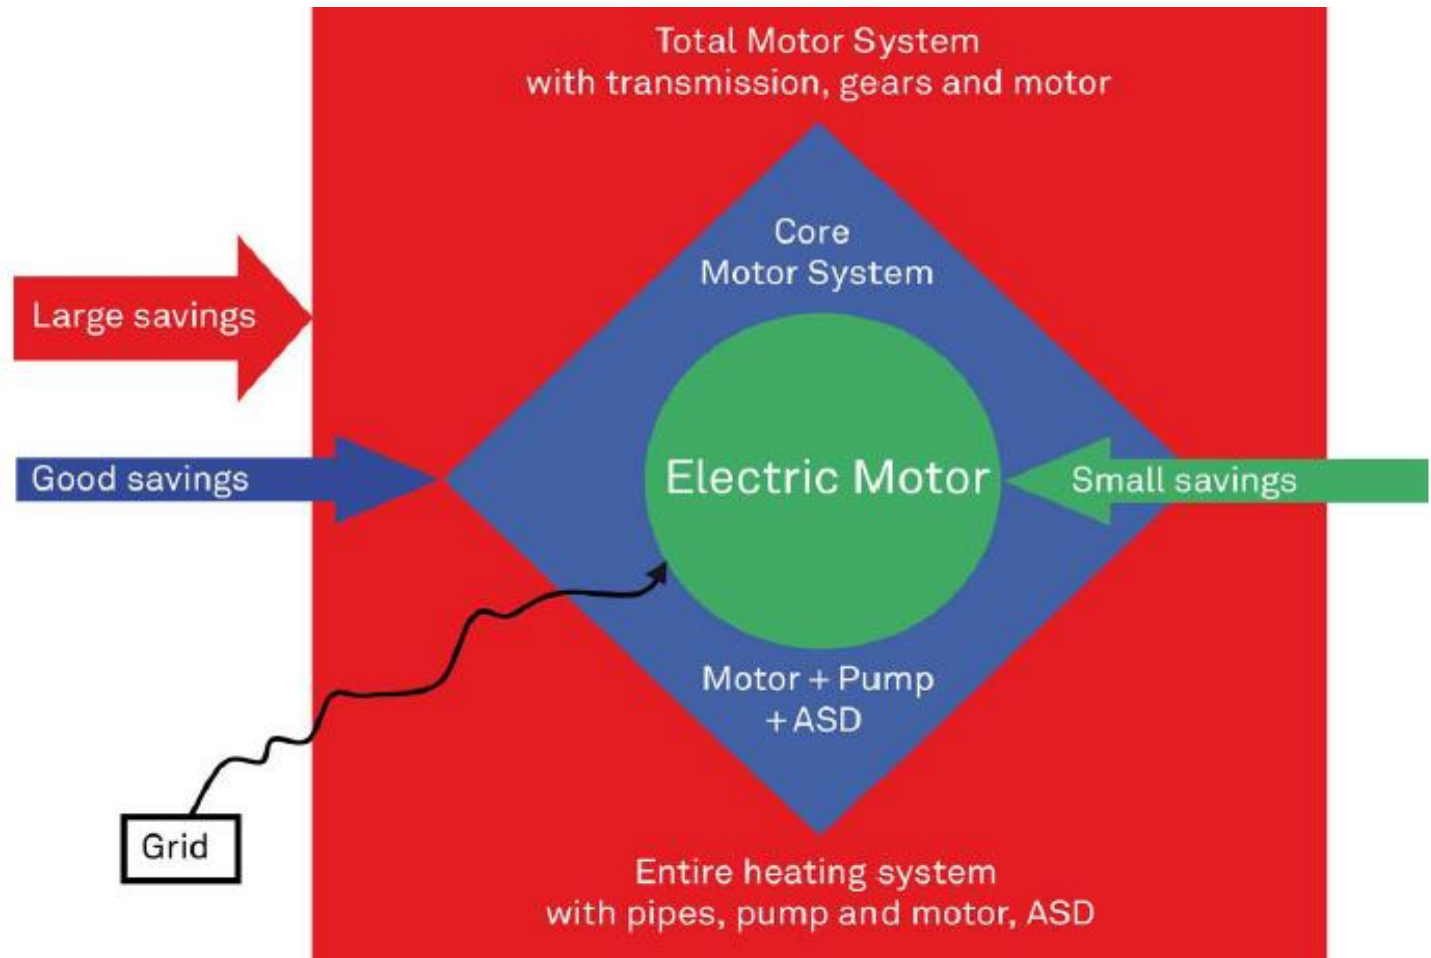 Total Motor System
with transmission, gears and motor
Core
Motor System
Large savings
Good savings
Electric Motor
Small savings
Motor + Pump
+ ASD
Grid
Entire heating system
with pipes, pump and motor, ASD